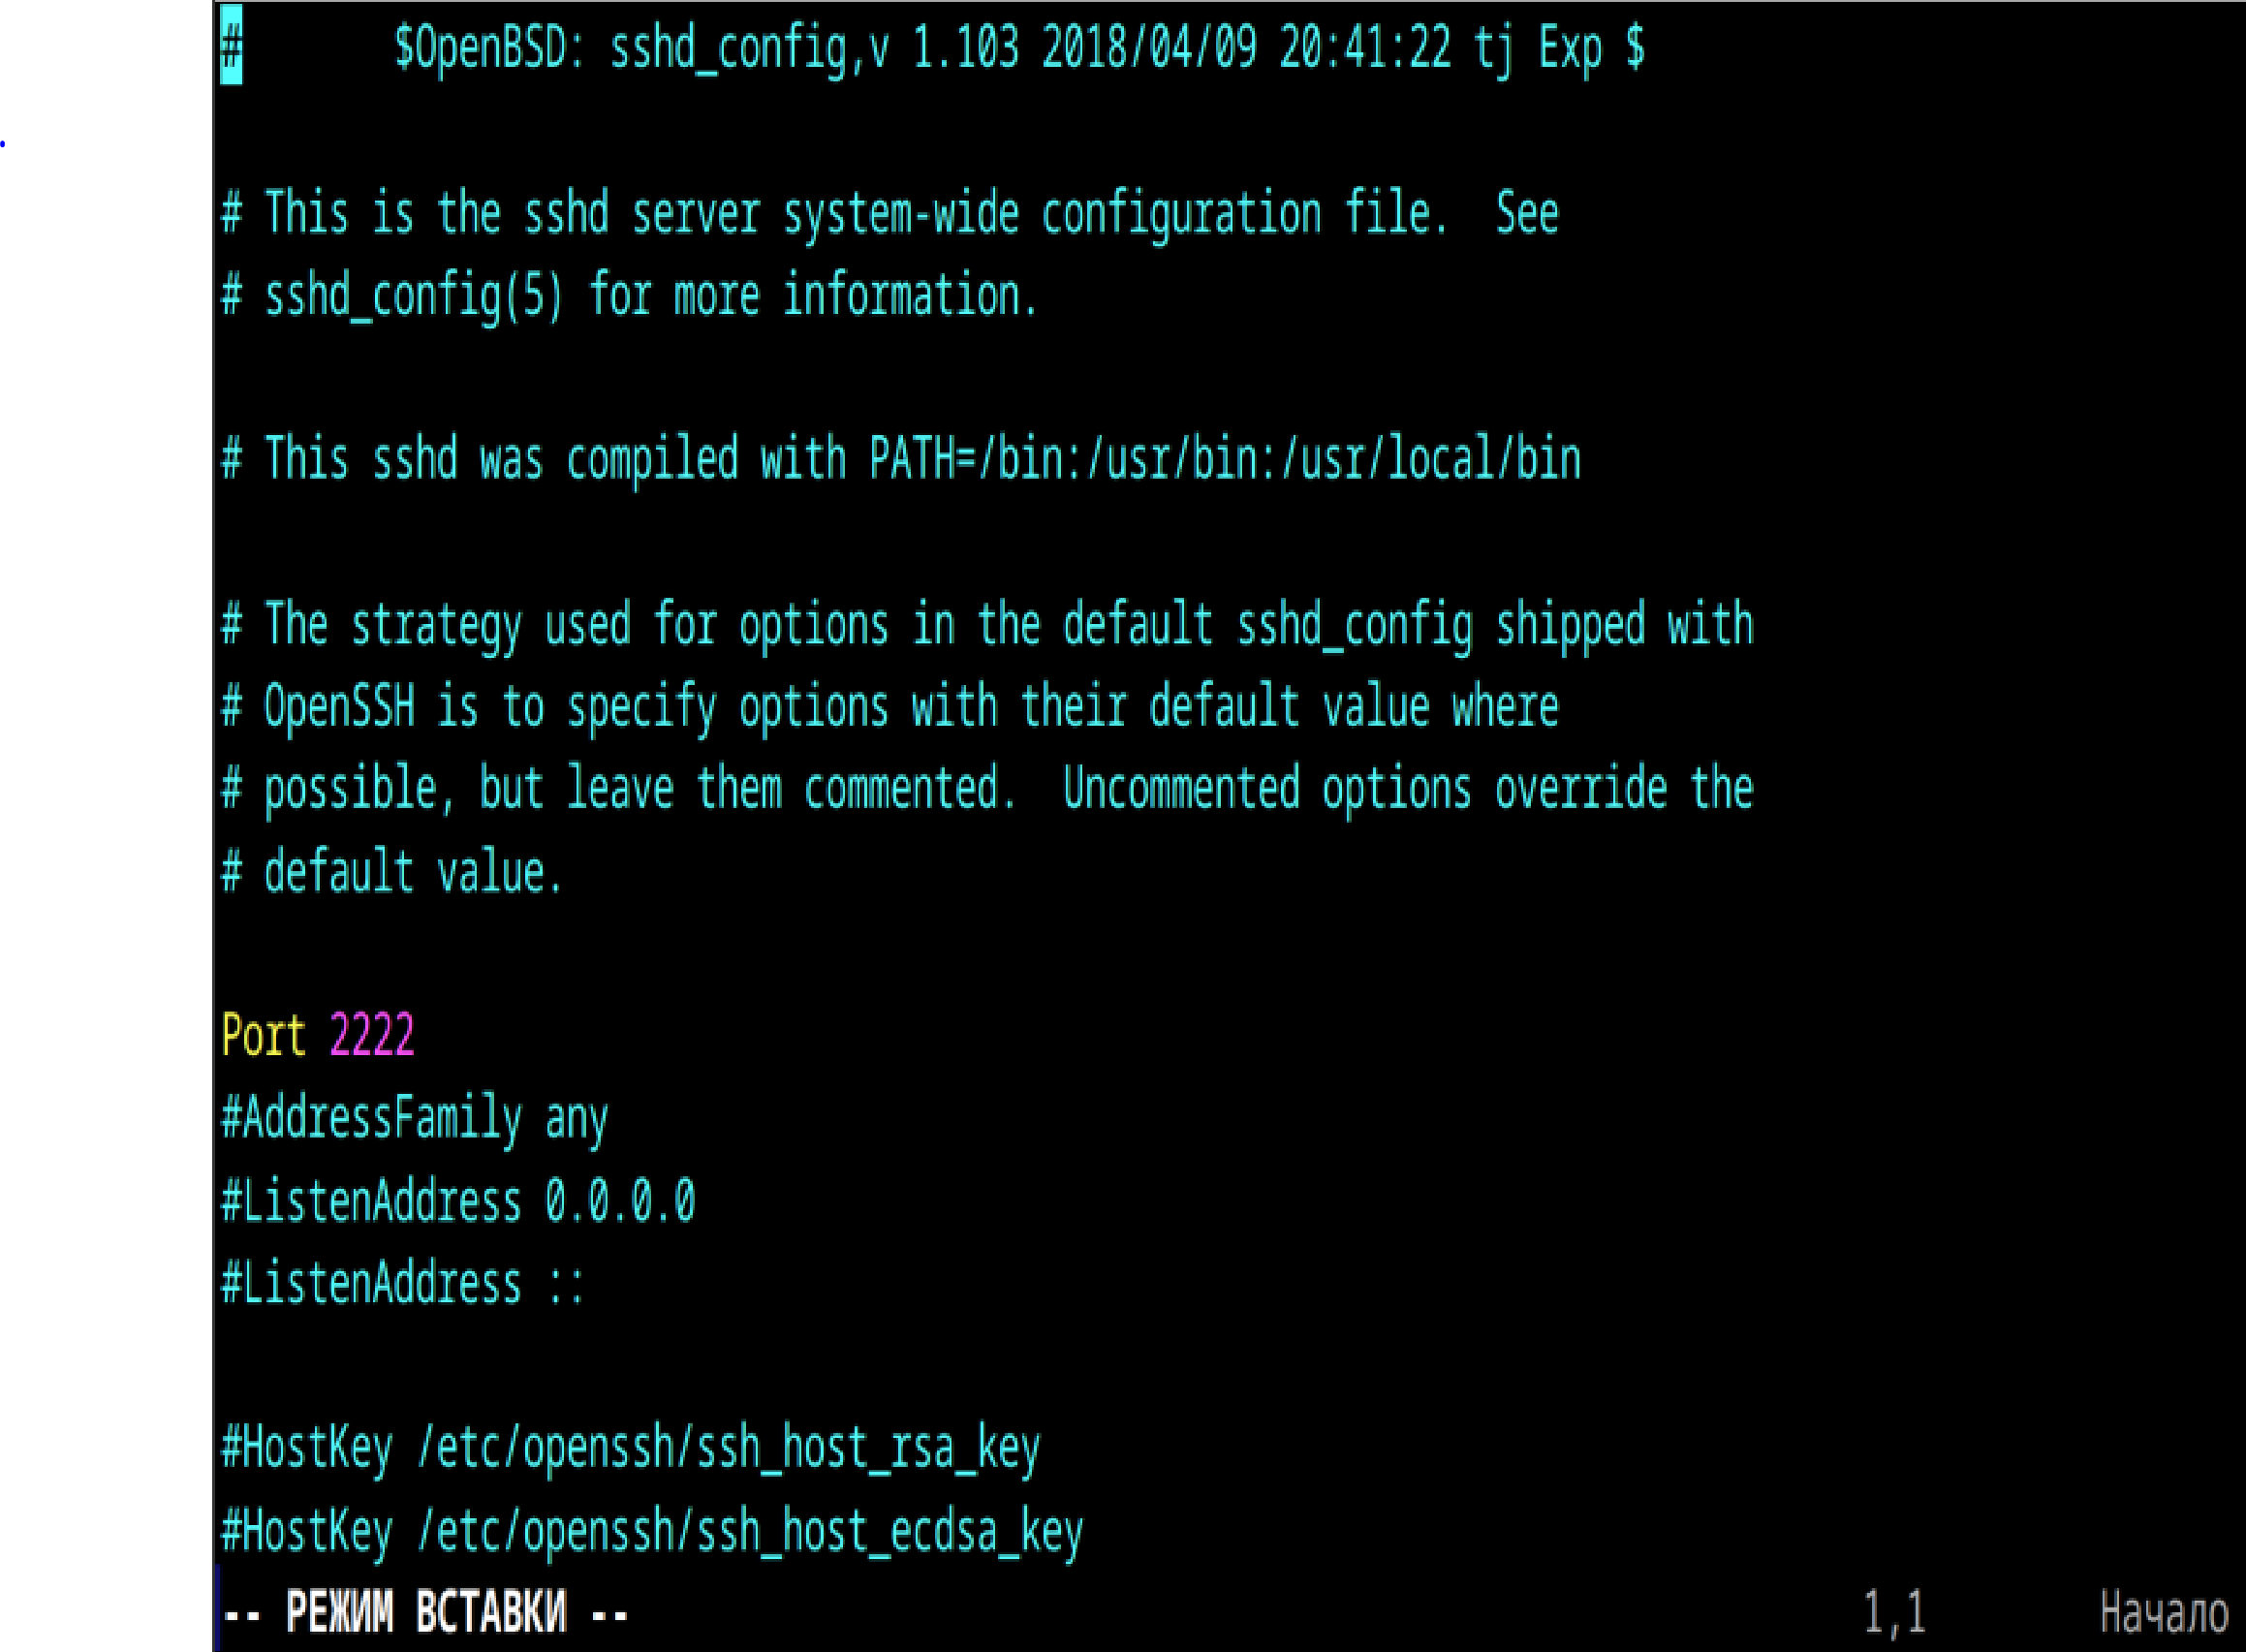 #       $OpenBSD: sshd_config,v 1.103 2018/04/09 20:41:22 tj Exp $
# This is the sshd server system-wide configuration file.  See
# sshd_config(5) for more information.
# This sshd was compiled with PATH=/bin:/usr/bin:/usr/local/bin
# The strategy used for options in the default sshd_config shipped with
# OpenSSH is to specify options with their default value where
# possible, but leave them commented.  Uncommented options override the
# default value.
Port 2222
#AddressFamily any
#ListenAddress 0.0.0.0
#ListenAddress ::
#HostKey /etc/openssh/ssh_host_rsa_key
#HostKey /etc/openssh/ssh_host_ecdsa_key
-- РЕЖИМ ВСТАВКИ -- 1,1 Начало